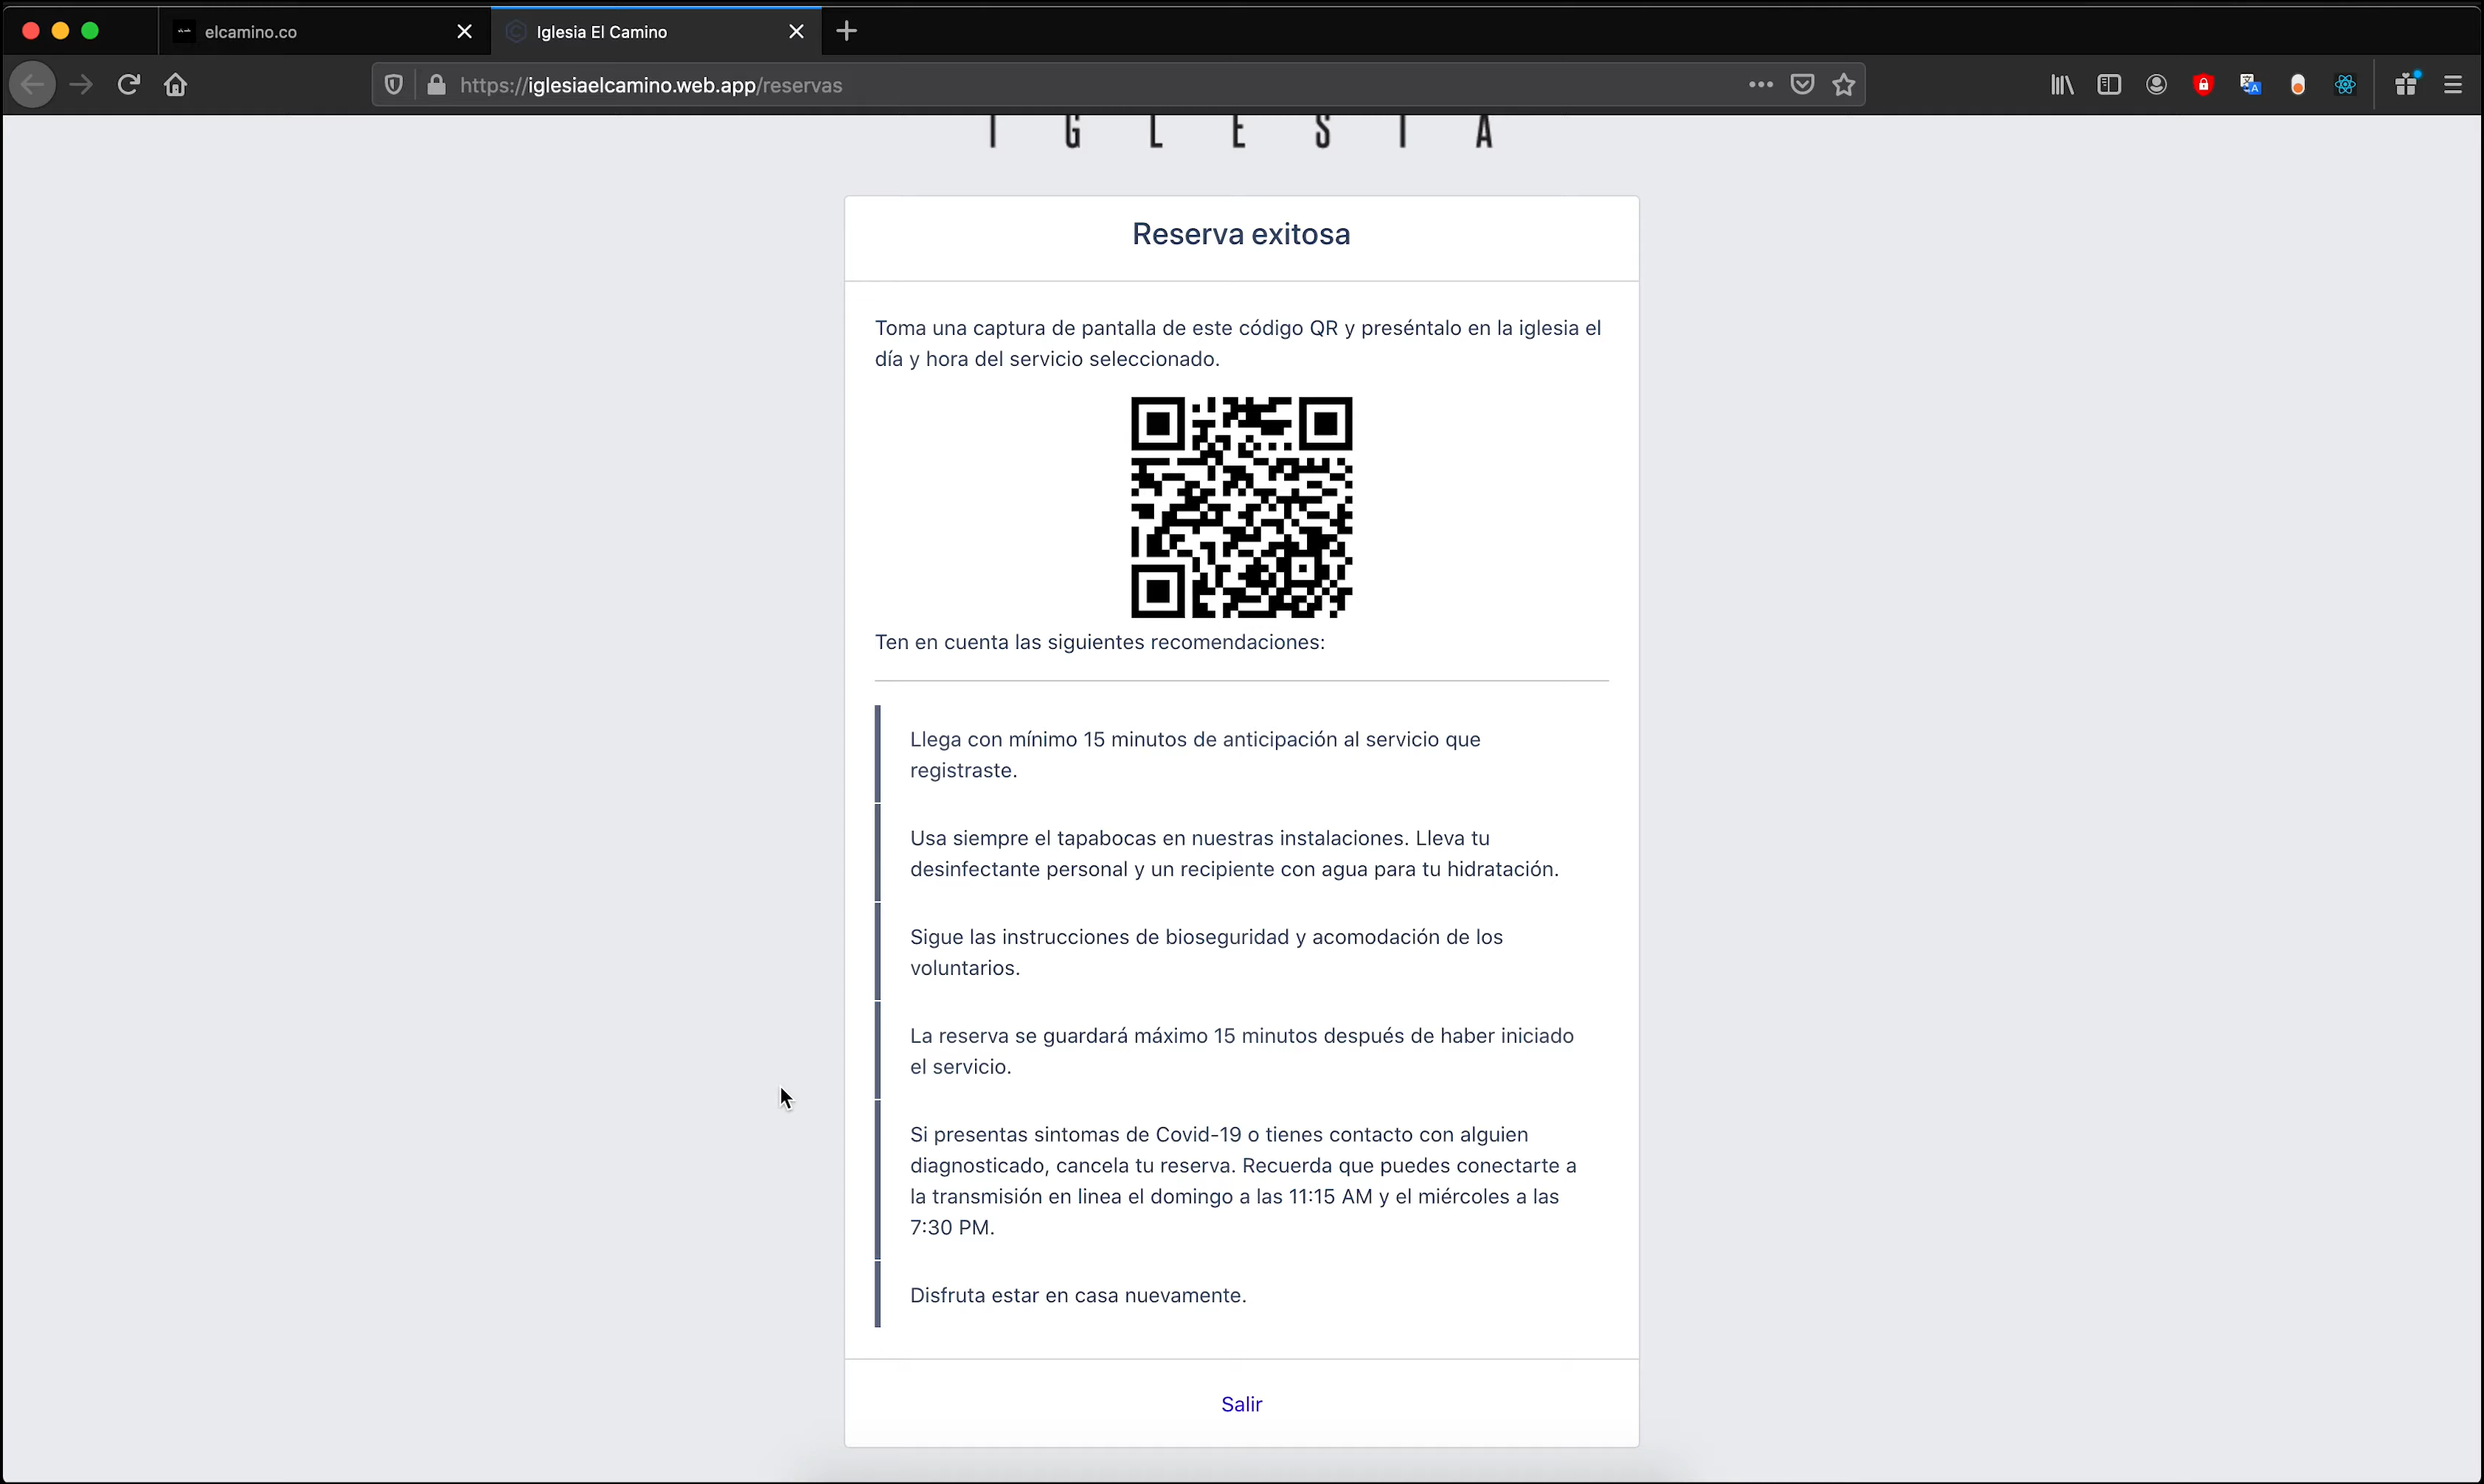 elcamino.co
Iglesia El Camino
https://iglesiaelcamino.web.app/reservas
IGLESIA
Reserva exitosa
Toma una captura de pantalla de este código QR y preséntalo en la iglesia el
día y hora del servicio seleccionado.
Ten en cuenta las siguientes recomendaciones:
Llega con mínimo 15 minutos de anticipación al servicio que
registraste.
Usa siempre el tapabocas en nuestras instalaciones. Lleva tu
desinfectante personal y un recipiente con agua para tu hidratación.
Sigue las instrucciones de bioseguridad y acomodación de los
voluntarios.
La reserva se guardará máximo 15 minutos después de haber iniciado
el servicio.
Si presentas sintomas de Covid-19 o tienes contacto con alguien
diagnosticado, cancela tu reserva. Recuerda que puedes conectarte a
la transmisión en linea el domingo a las 11:15 AM y el miércoles a las
7:30 PM.
Disfruta estar en casa nuevamente.
Salir